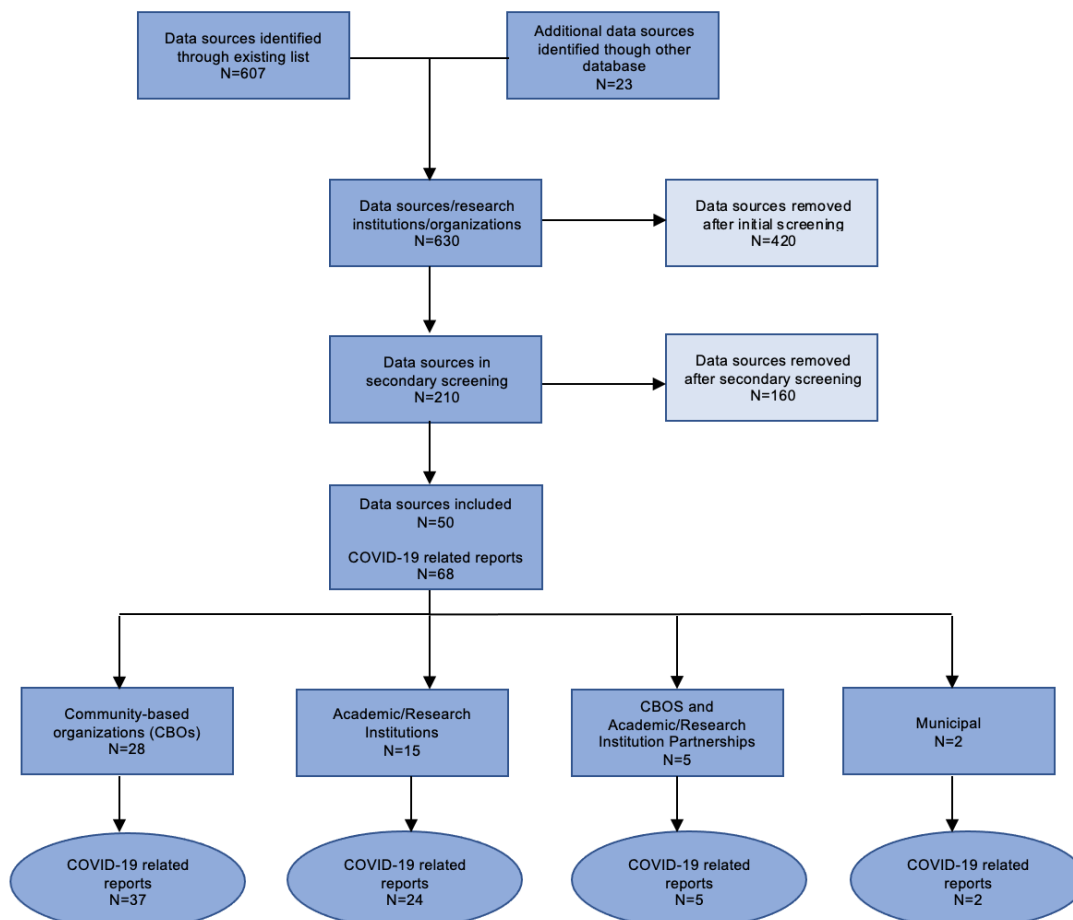 Data sources identified
through existing list
N=607
Additional data sources
identified though other
database
N=23
Data sources/research
institutions/organizations
N=630
Data sources removed
after initial screening
N=420
Data sources in
secondary screening
N=210
Data sources removed
after secondary screening
N=160
Data sources included
N=50
COVID-19 related reports
N=68
Community-based
organizations (CBOs)
N=28
Academic/Research
Institutions
N=15
CBOS and
Academic/Research
Institution Partnerships
N=5
Municipal
N=2
COVID-19 related
reports
N=37
COVID-19 related
reports
N=24
COVID-19 related
reports
N=5
COVID-19 related
reports
N=2